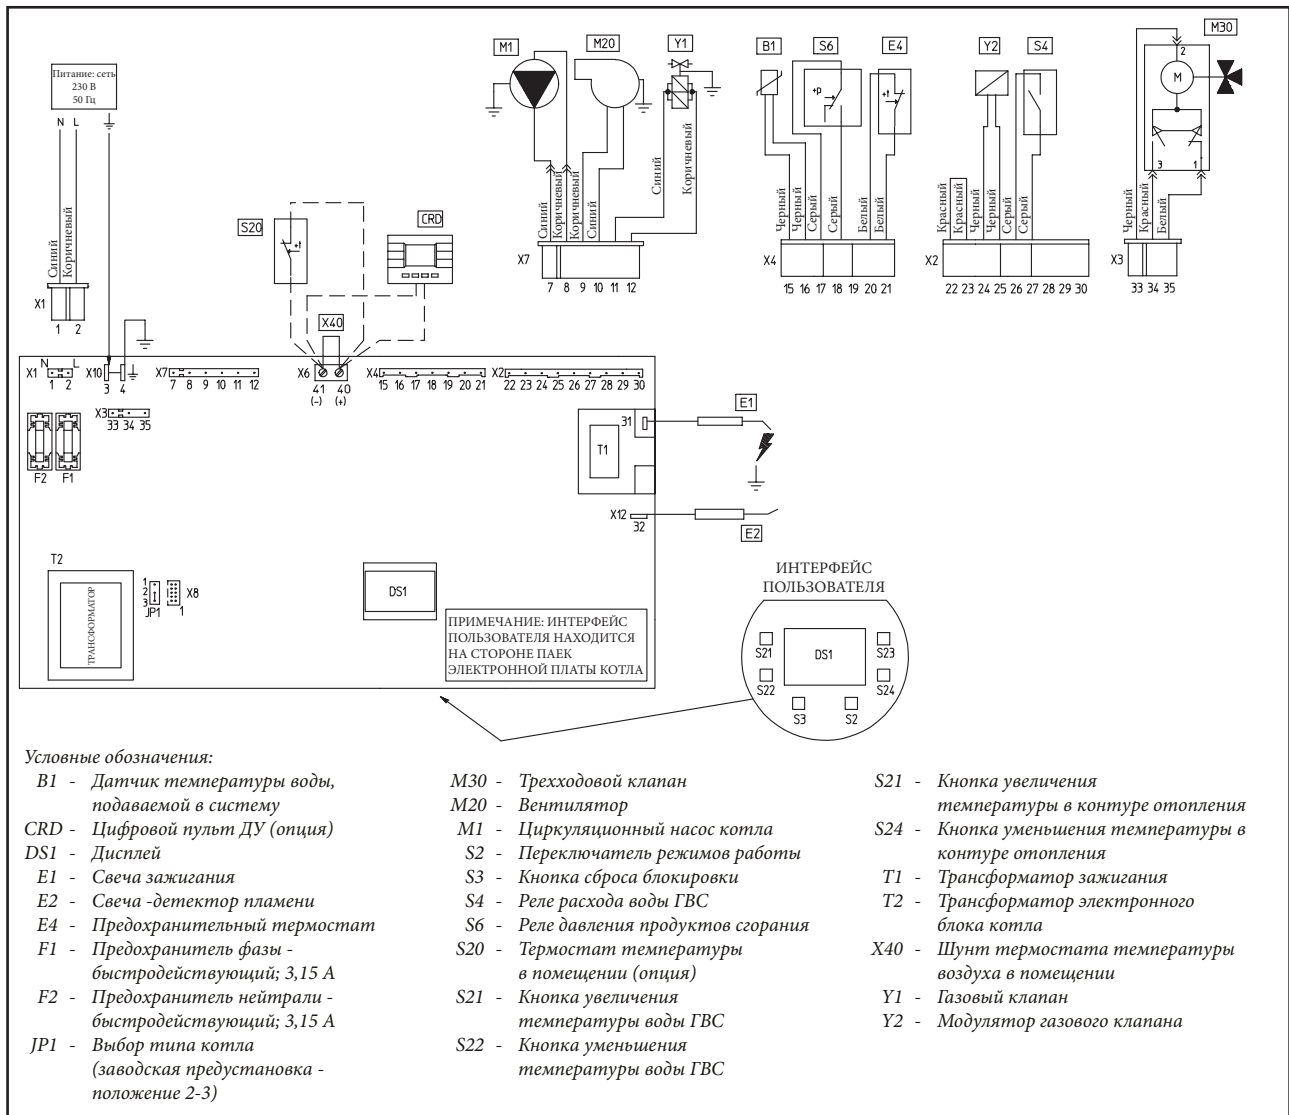 M1
M20
Y1
B1
S6
E4
Y2
S4
M30
Питание: сеть
230 В
50 Гц
N L
2
M
3 1
+p
+t
+t
Синий
Коричневый
Синий
Коричневый
Коричневый
Синий
Синий
Коричневый
Черный
Черный
Серый
Серый
Белый
Белый
Красный
Красный
Черный
Черный
Серый
Серый
Черный
Красный
Белый
S20
+t
CRD
X7
7 8 9 10 11 12
X4
15 16 17 18 19 20 21
X2
22 23 24 25 26 27 28 29 30
X3
33 34 35
X1
1 2
X40
X1 N L
1 2
X10
3 4
X7
7 8 9 10 11 12
X6
41 40
(-) (+)
X4
15 16 17 18 19 20 21
X2
22 23 24 25 26 27 28 29 30
X3
33 34 35
F2 F1
31
T1
E1
X12
32
E2
T2
ТРАНСФОРМАТОР
1
2
3
JP1
X8
1
DS1
ПРИМЕЧАНИЕ: ИНТЕРФЕЙС
ПОЛЬЗОВАТЕЛЯ НАХОДИТСЯ
НА СТОРОНЕ ПАЕК
ЭЛЕКТРОННОЙ ПЛАТЫ КОТЛА
ИНТЕРФЕЙС
ПОЛЬЗОВАТЕЛЯ
S21
DS1
S23
S22
S24
S3
S2
Условные обозначения:
B1 - Датчик температуры воды,
подаваемой в систему
CRD - Цифровой пульт ДУ (опция)
DS1 - Дисплей
E1 - Свеча зажигания
E2 - Свеча -детектор пламени
E4 - Предохранительный термостат
F1 - Предохранитель фазы -
быстродействующий; 3,15 А
F2 - Предохранитель нейтрали -
быстродействующий; 3,15 А
JP1 - Выбор типа котла
(заводская предустановка -
положение 2-3)
M30 - Трехходовой клапан
M20 - Вентилятор
M1 - Циркуляционный насос котла
S2 - Переключатель режимов работы
S3 - Кнопка сброса блокировки
S4 - Реле расхода воды ГВС
S6 - Реле давления продуктов сгорания
S20 - Термостат температуры
в помещении (опция)
S21 - Кнопка увеличения
температуры воды ГВС
S22 - Кнопка уменьшения
температуры воды ГВС
S21 - Кнопка увеличения
температуры в контуре отопления
S24 - Кнопка уменьшения температуры в
контуре отопления
T1 - Трансформатор зажигания
T2 - Трансформатор электронного
блока котла
X40 - Шунт термостата температуры
воздуха в помещении
Y1 - Газовый клапан
Y2 - Модулятор газового клапана